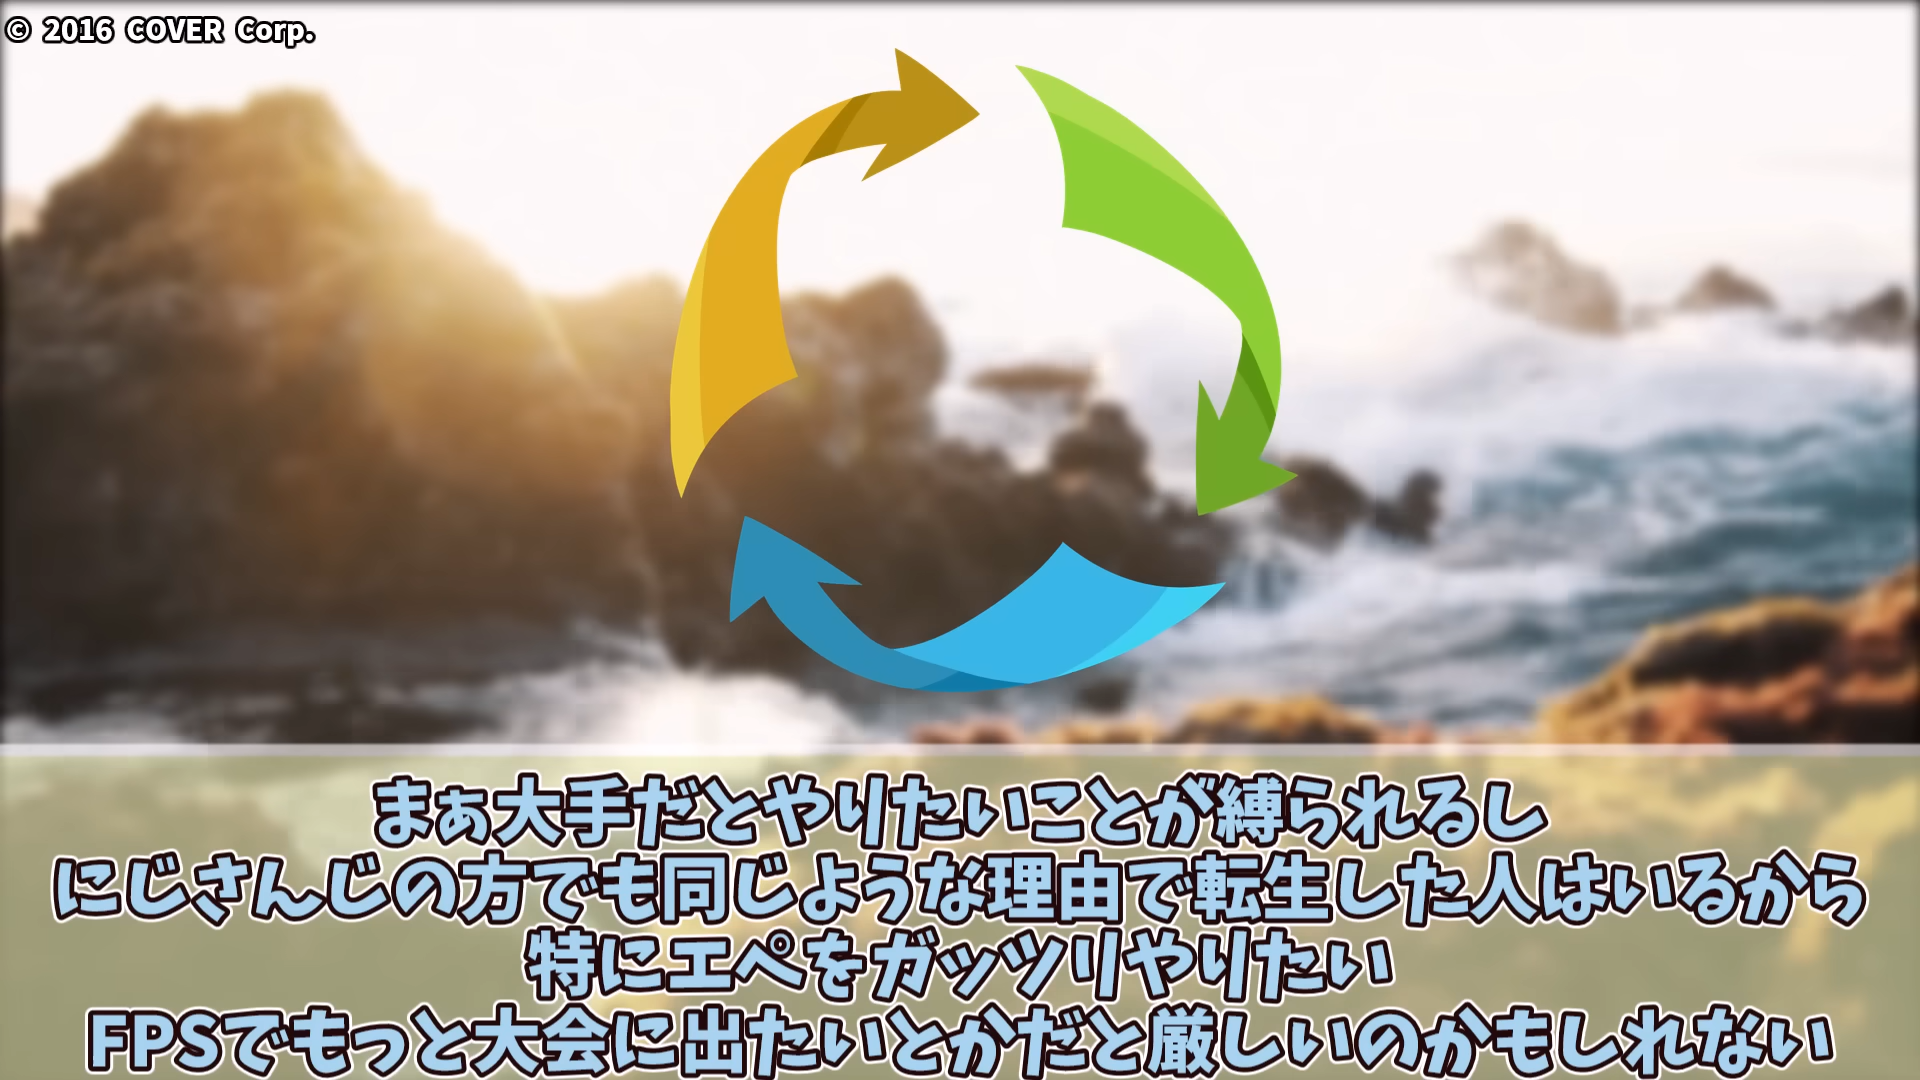 © 2016 COVER Corp.
まぁ大手だとやりたいことが縛られるし
にじさんじの方でも同じような理由で転生した人はいるから
特にエペをガッツリやりたい
FPSでもっと大会に出たいとかだと厳しいのかもしれない